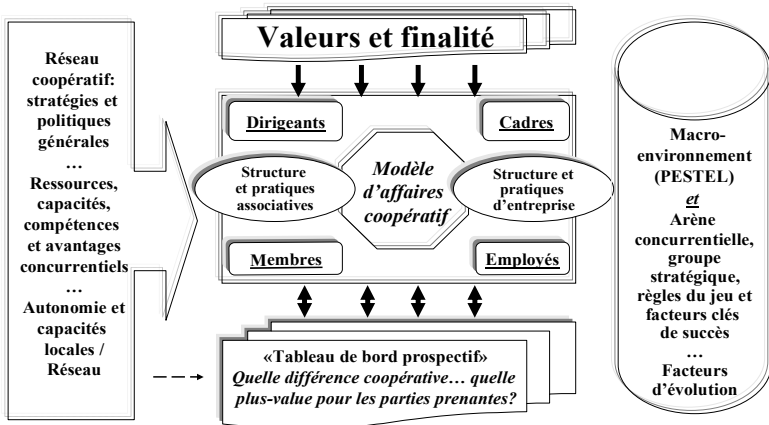 Valeurs et finalité
Réseau
coopératif:
stratégies et
politiques
générales
…
Ressources,
capacités,
compétences
et avantages
concurrentiels
…
Autonomie et
capacités
locales /
Réseau
Dirigeants
Cadres
Structure
et pratiques
associatives
Modèle
d’affaires
coopératif
Structure et
pratiques
d’entreprise
Membres
Employés
«Tableau de bord prospectif»
Quelle différence coopérative… quelle
plus-value pour les parties prenantes?
Macro-
environnement
(PESTEL)
et
Arène
concurrentielle,
groupe
stratégique,
règles du jeu et
facteurs clés
de succès
…
Facteurs
d’évolution